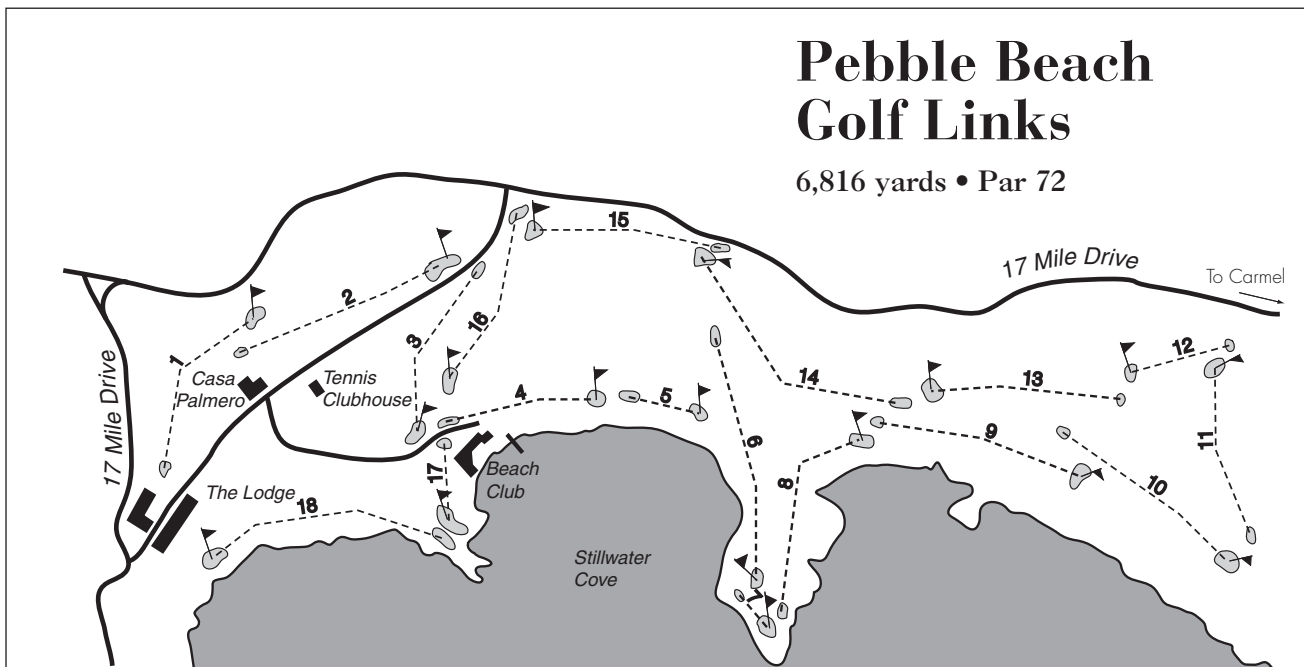 Pebble Beach
Golf Links
6,816 yards • Par 72
17 Mile Drive
To Carmel
15
2
16
3
1
Casa
Palmero
Tennis
Clubhouse
4
5
14
13
12
11
17 Mile Drive
6
8
9
10
17
Beach
Club
The Lodge
18
Stillwater
Cove
7